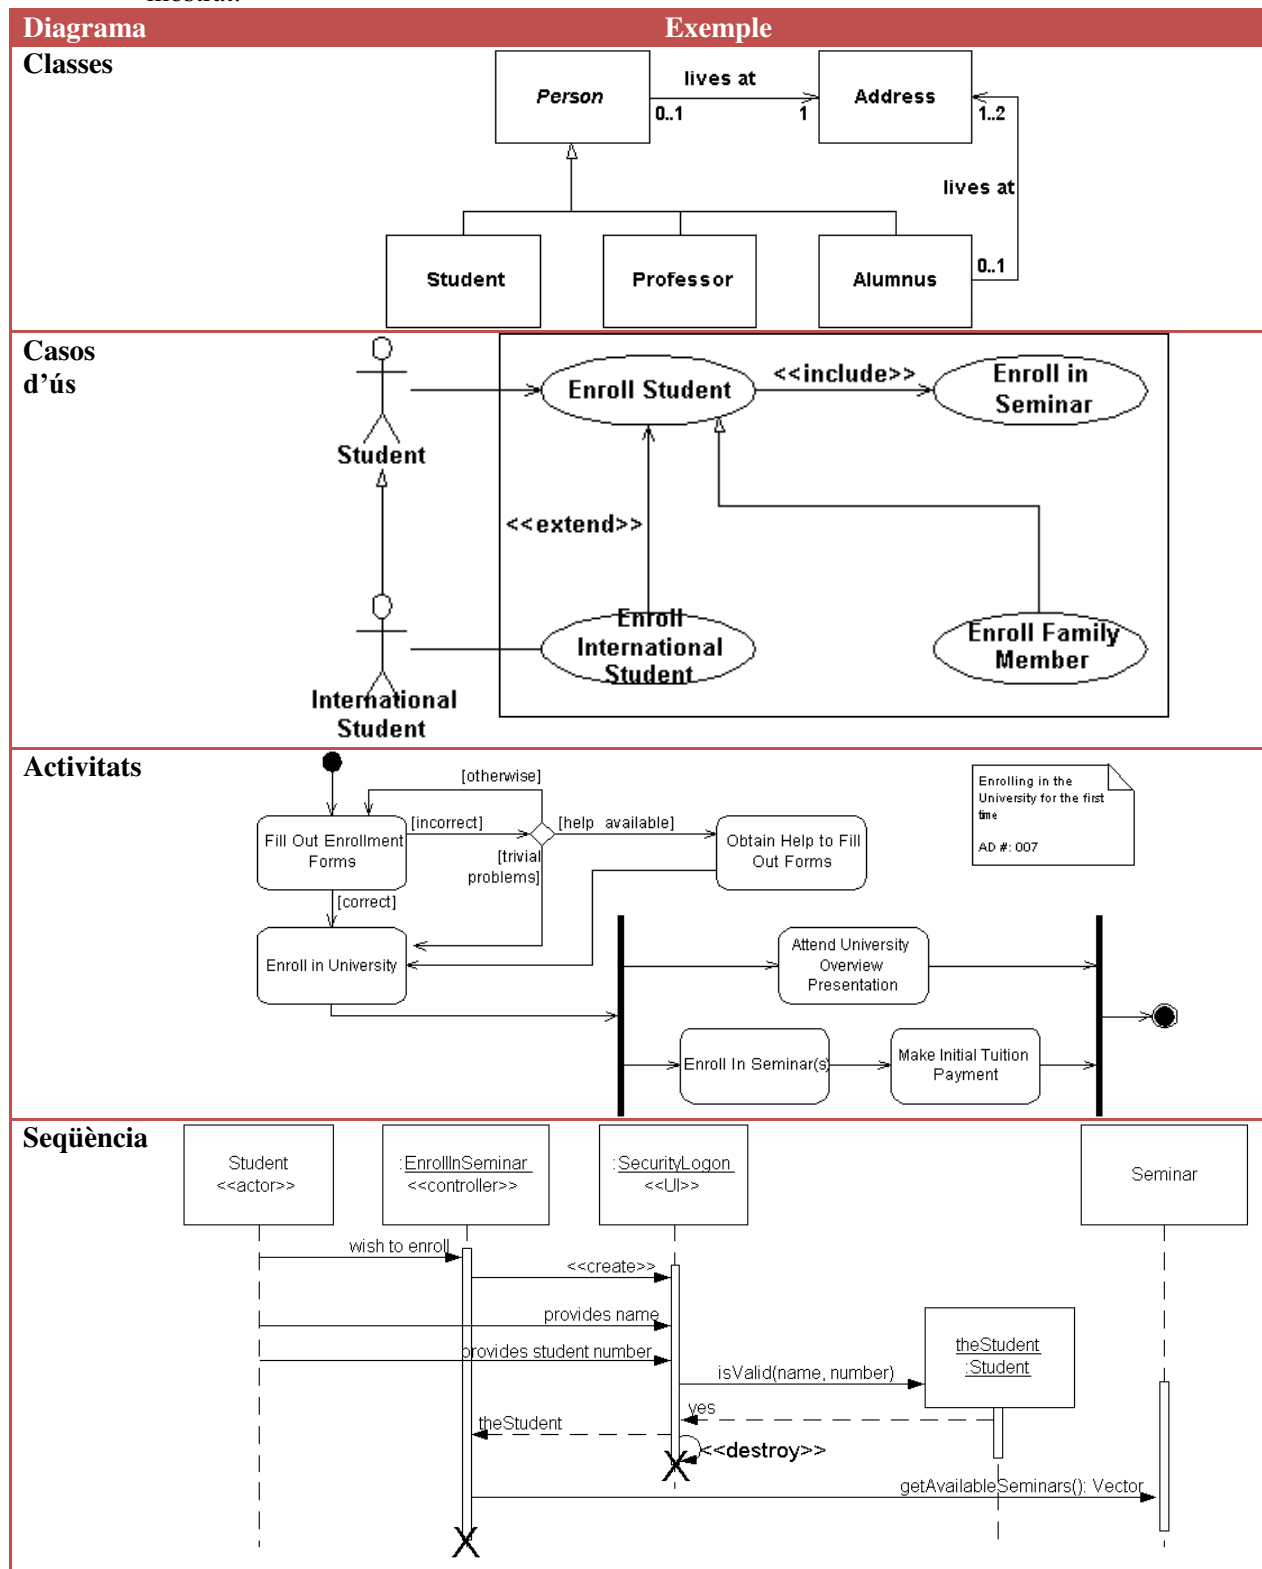 mostrat.
Diagrama Exemple
Classes
Person
lives at
0..1
1
Address
1..2
lives at
0..1
Student
Professor
Alumnus
Casos
d'ús
Student
International
Student
Enroll Student
<<include>>
Enroll in
Seminar
<<extend>>
Enroll
International
Student
Enroll Family
Member
Activitats
[otherwise]
Fill Out Enrollment
Forms
[incorrect]
[help available]
[trivial
problems]
Obtain Help to Fill
Out Forms
Enrolling in the
University for the first
time
AD #: 007
[correct]
Enroll in University
Attend University
Overview
Presentation
Enroll In Seminar(s)
Make Initial Tuition
Payment
Seqüència
Student
<<actor>>
:EnrollInSeminar
<<controller>>
:SecurityLogon
<<UI>>
Seminar
wish to enroll
<<create>>
provides name
provides student number
theStudent
:Student
isValid(name, number)
yes
theStudent
<<destroy>>
getAvailableSeminars(): Vector